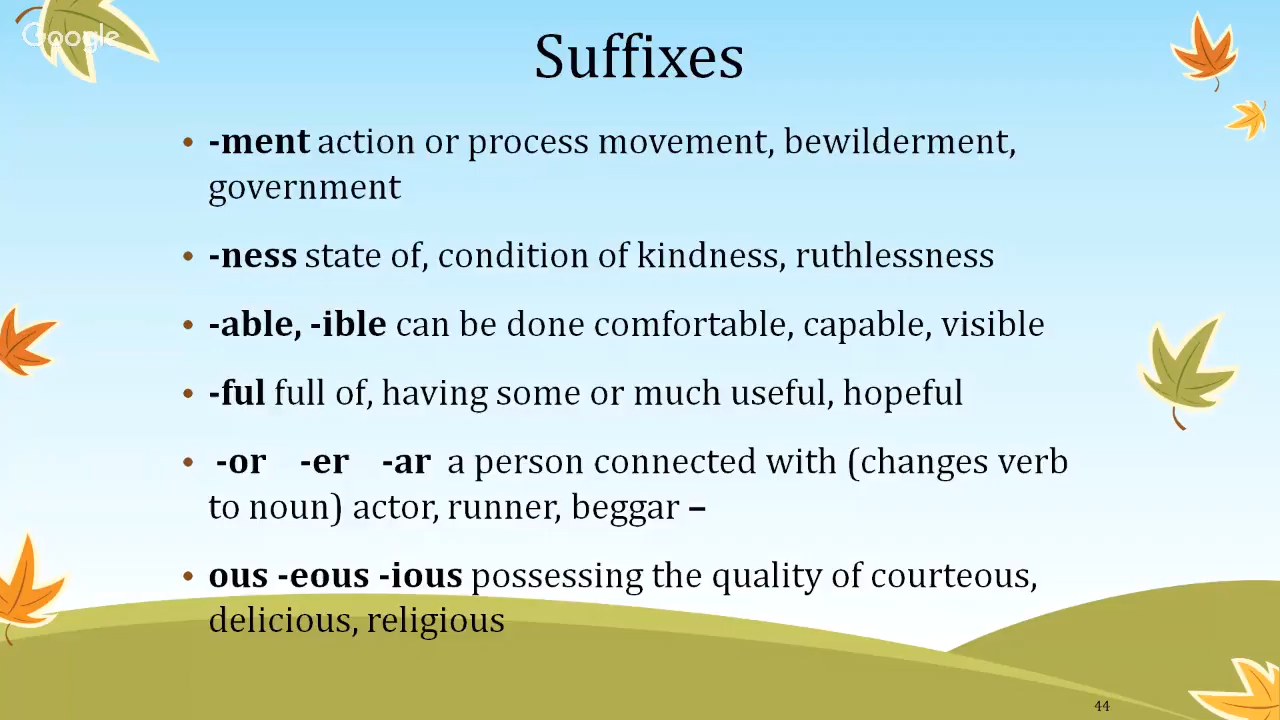 Google
Suffixes
• -ment action or process movement, bewilderment,
government
• -ness state of, condition of kindness, ruthlessness
• -able, -ible can be done comfortable, capable, visible
• -ful full of, having some or much useful, hopeful
• -or -er -ar a person connected with (changes verb
to noun) actor, runner, beggar –
• ous -eous -ious possessing the quality of courteous,
delicious, religious
44